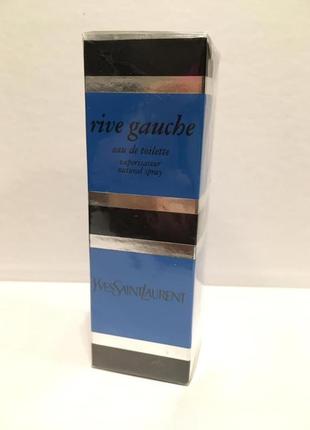 rive gauche
eau de toilette
vaporisateur
natural spray
YVESSAINTLAURENT